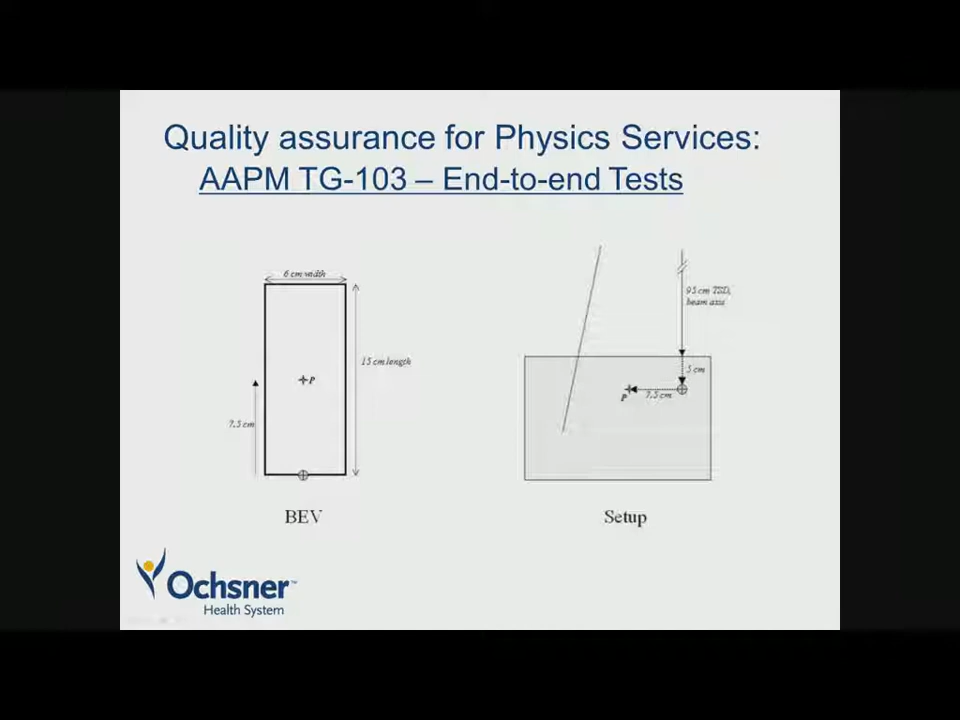 Quality assurance for Physics Services:
AAPM TG-103 – End-to-end Tests
6 cm width
15 cm length
P
7.5 cm
BEV
95 cm TSD,
beam axis
5 cm
P
7.5 cm
Setup
Ochsner™
Health System